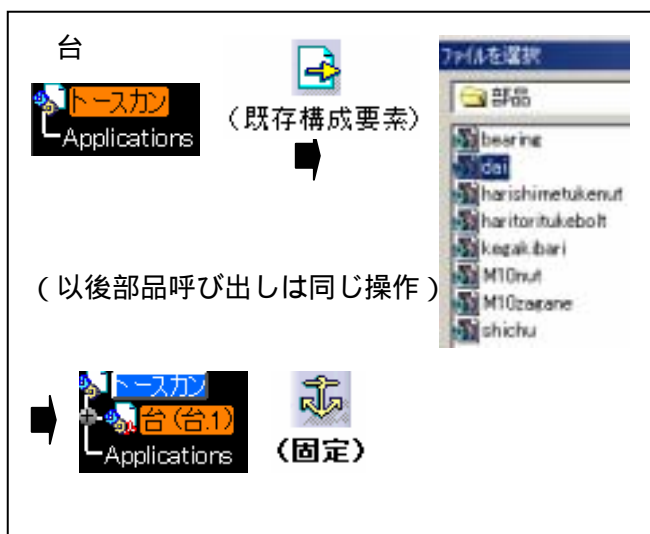 台
トースカン
Applications
(既存構成要素)
ファイルを選択
部品
bearing
dai
harishimetukenut
haritoritukebolt
kegakibari
M10nut
M10zagane
shichu
(以後部品呼び出しは同じ操作)
トースカン
台(台.1)
Applications
(固定)